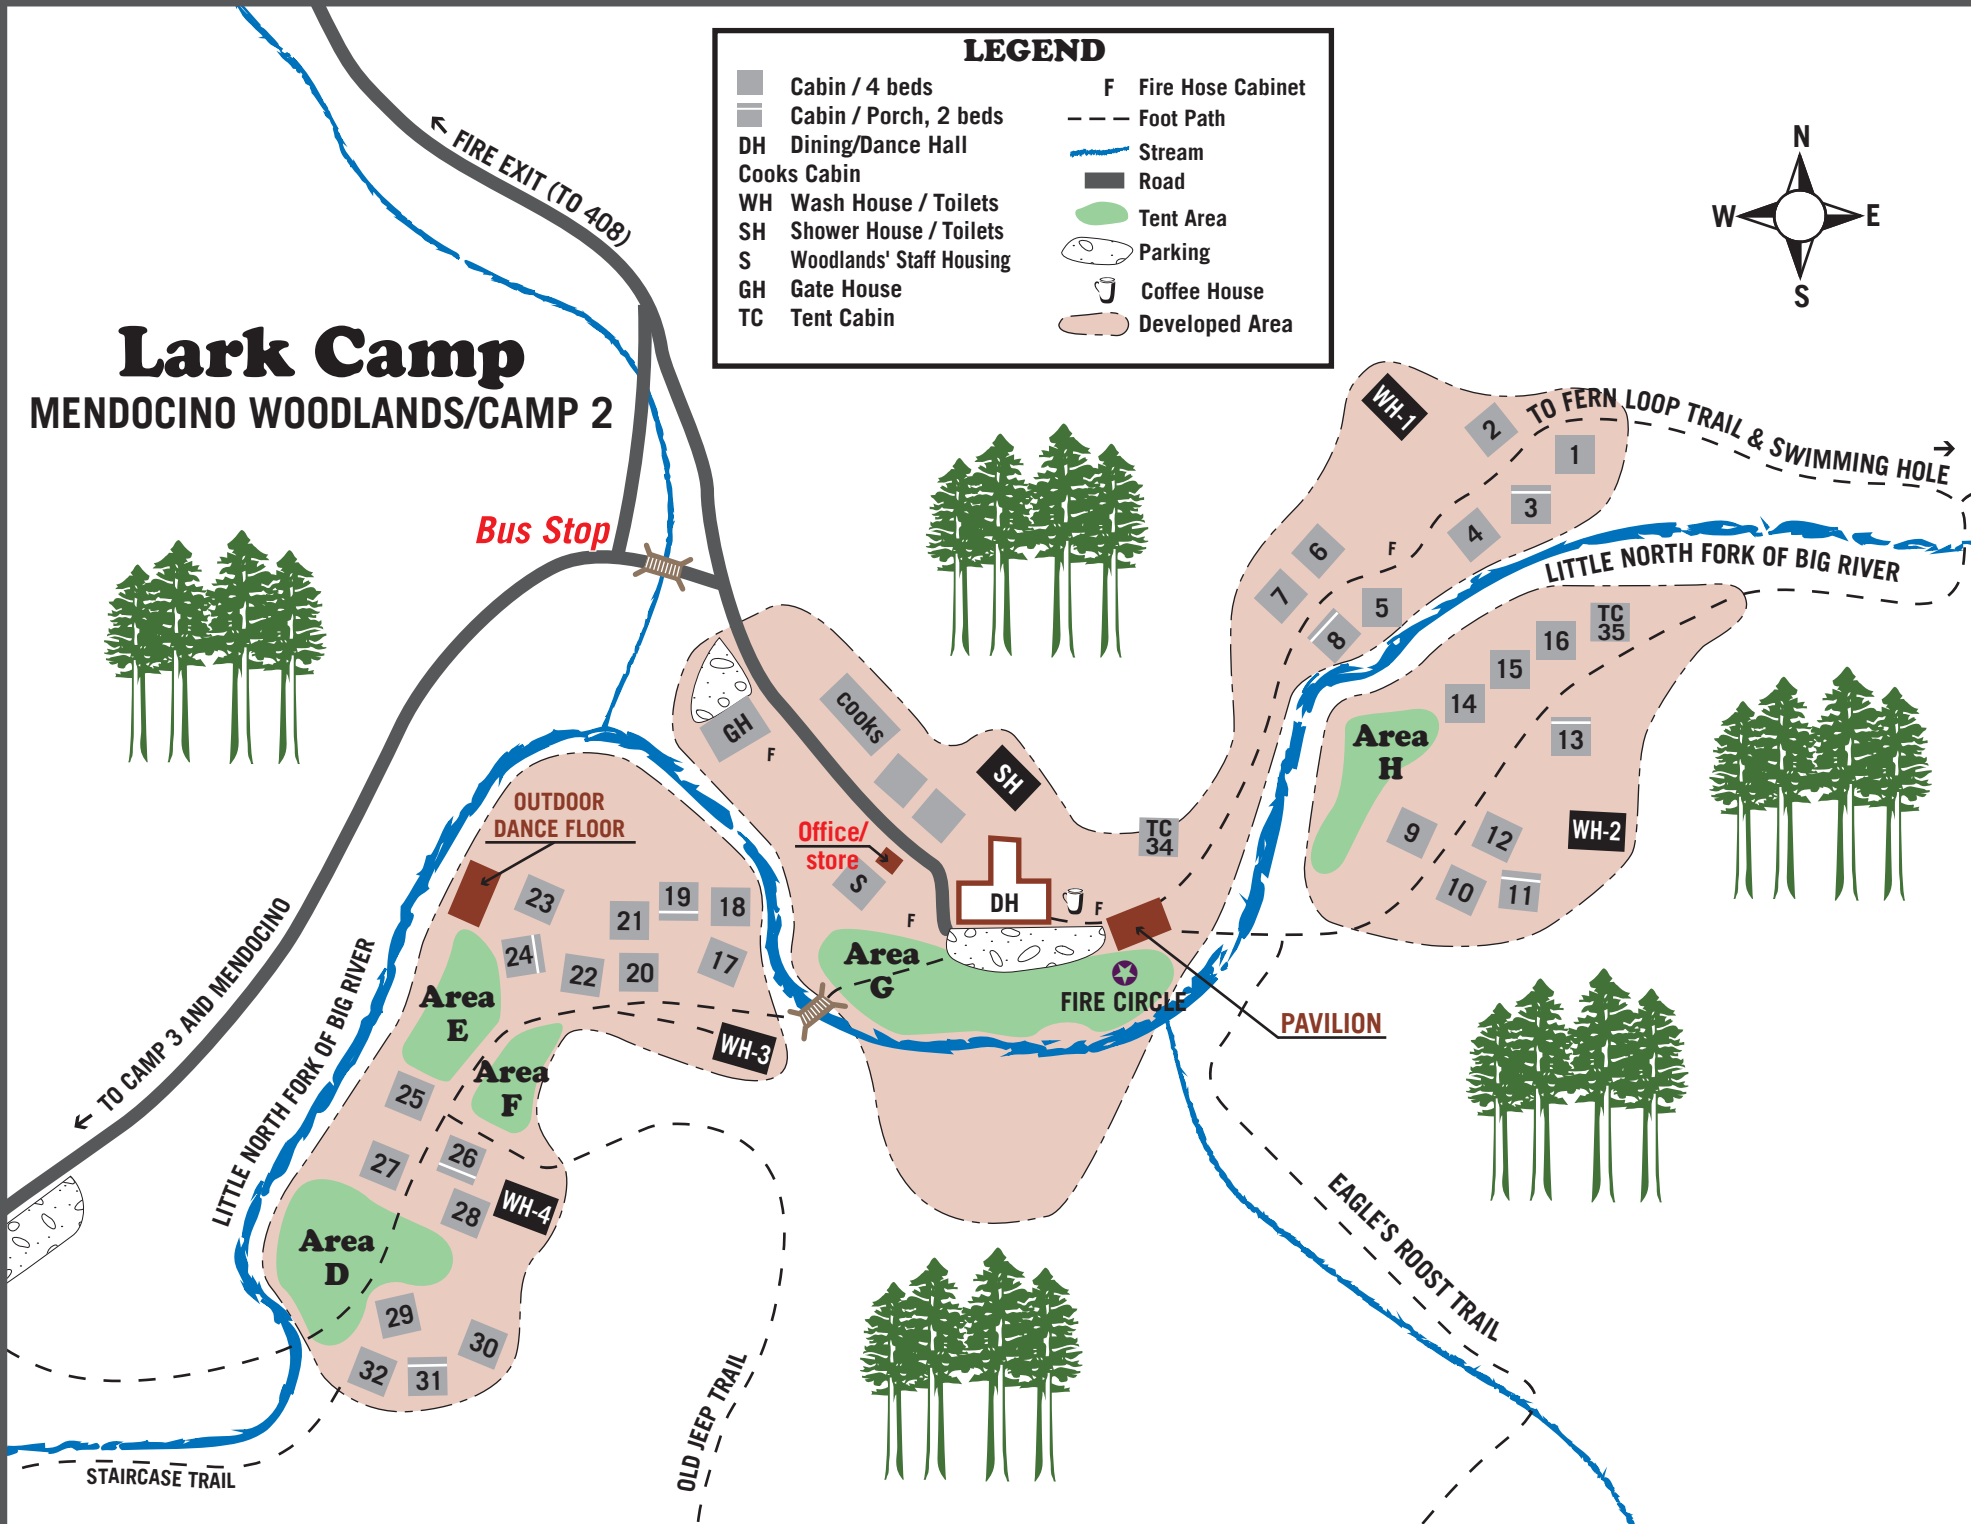 LEGEND
Cabin / 4 beds
Cabin / Porch, 2 beds
DH Dining/Dance Hall
Cooks Cabin
WH Wash House / Toilets
SH Shower House / Toilets
S Woodlands' Staff Housing
GH Gate House
TC Tent Cabin
F Fire Hose Cabinet
Foot Path
Stream
Road
Tent Area
Parking
Coffee House
Developed Area
N
W
E
S
← FIRE EXIT (TO 408)
Lark Camp
MENDOCINO WOODLANDS/CAMP 2
Bus Stop
WH-1
2
TO FERN LOOP TRAIL & SWIMMING HOLE →
1
3
4
F
6
7
5
8
LITTLE NORTH FORK OF BIG RIVER
TC
35
16
15
14
13
Area
H
9
12
WH-2
10
11
GH
F
cooks
SH
Office/
store
S
F
TC
34
DH
F
Area
G
FIRE CIRCLE
PAVILION
OUTDOOR
DANCE FLOOR
23
19
18
21
24
22
20
17
Area
E
WH-3
Area
F
25
26
27
28
WH-4
Area
D
29
30
32
31
← TO CAMP 3 AND MENDOCINO
LITTLE NORTH FORK OF BIG RIVER
EAGLE'S ROOST TRAIL
OLD JEEP TRAIL
STAIRCASE TRAIL